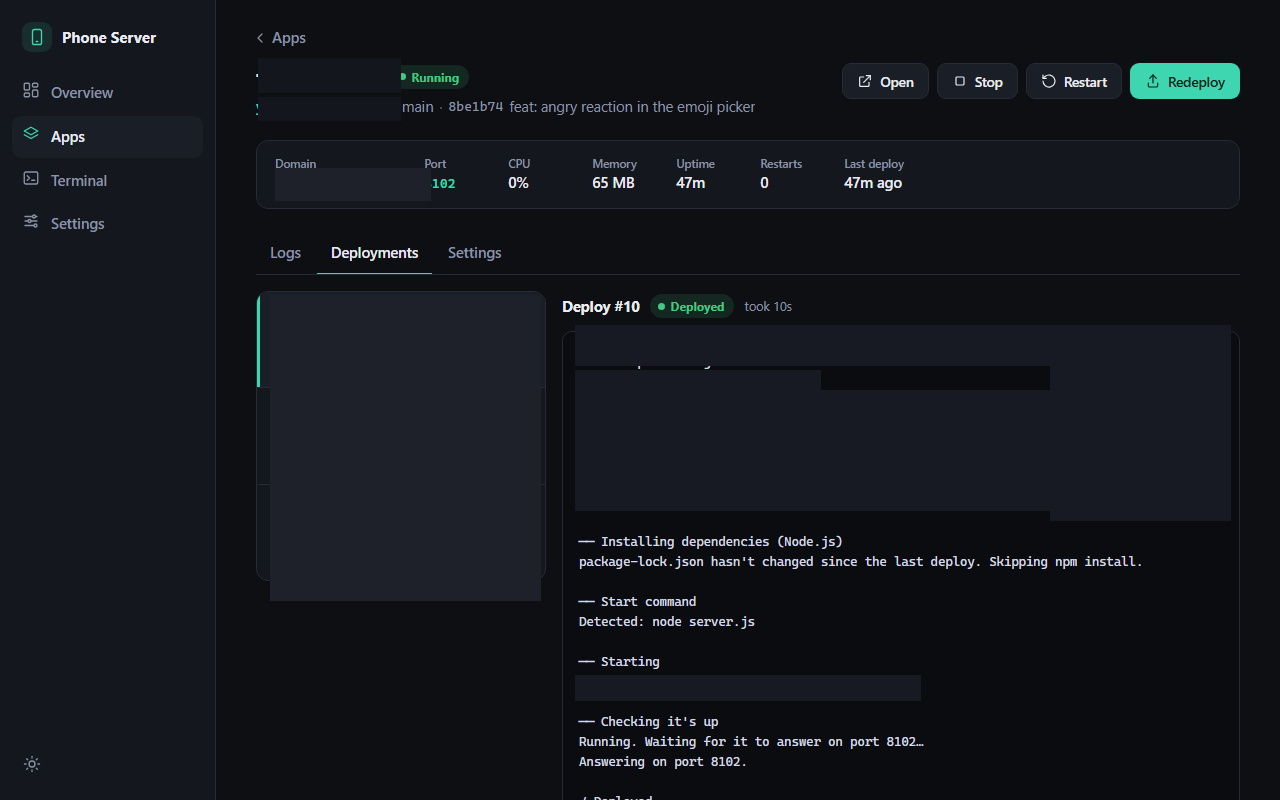 Phone Server
Overview
Apps
Terminal
Settings
Apps
Running
main · 8be1b74 feat: angry reaction in the emoji picker
Open
Stop
Restart
Redeploy
Domain
Port
102
CPU
0%
Memory
65 MB
Uptime
47m
Restarts
0
Last deploy
47m ago
Logs
Deployments
Settings
Deploy #10
Deployed
took 10s
── Installing dependencies (Node.js)
package-lock.json hasn't changed since the last deploy. Skipping npm install.
── Start command
Detected: node server.js
── Starting
── Checking it's up
Running. Waiting for it to answer on port 8102…
Answering on port 8102.
Deployed